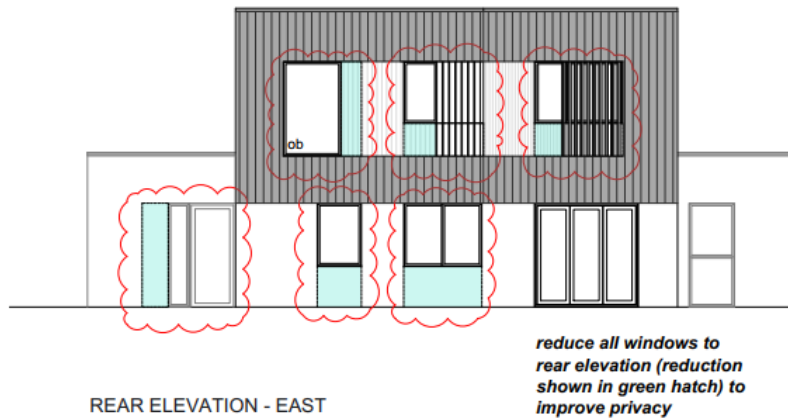 ob
reduce all windows to
rear elevation (reduction
shown in green hatch) to
improve privacy
REAR ELEVATION - EAST